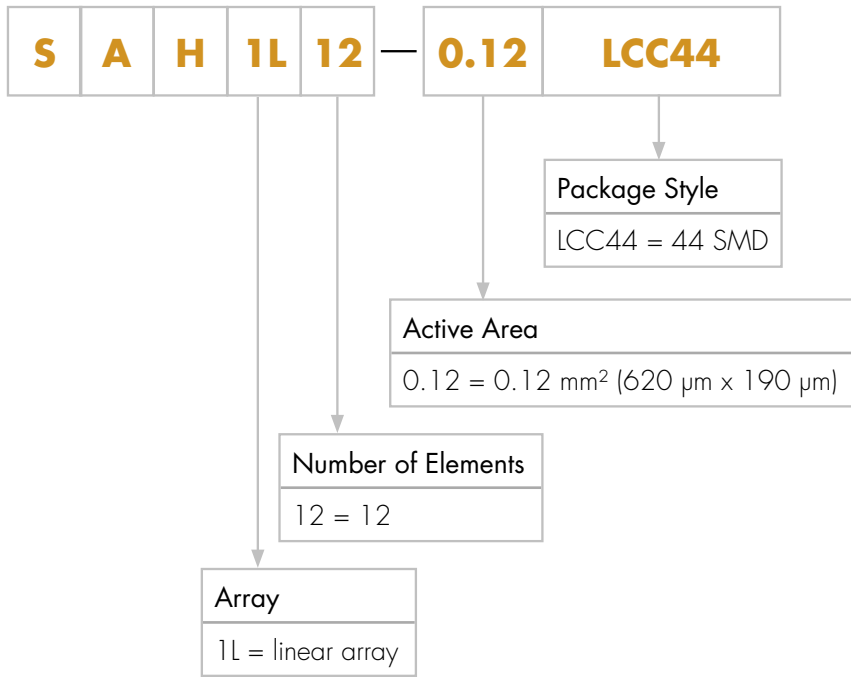 S A H 1L 12 — 0.12 LCC44
Package Style
LCC44 = 44 SMD
Active Area
0.12 = 0.12 mm² (620 µm x 190 µm)
Number of Elements
12 = 12
Array
1L = linear array